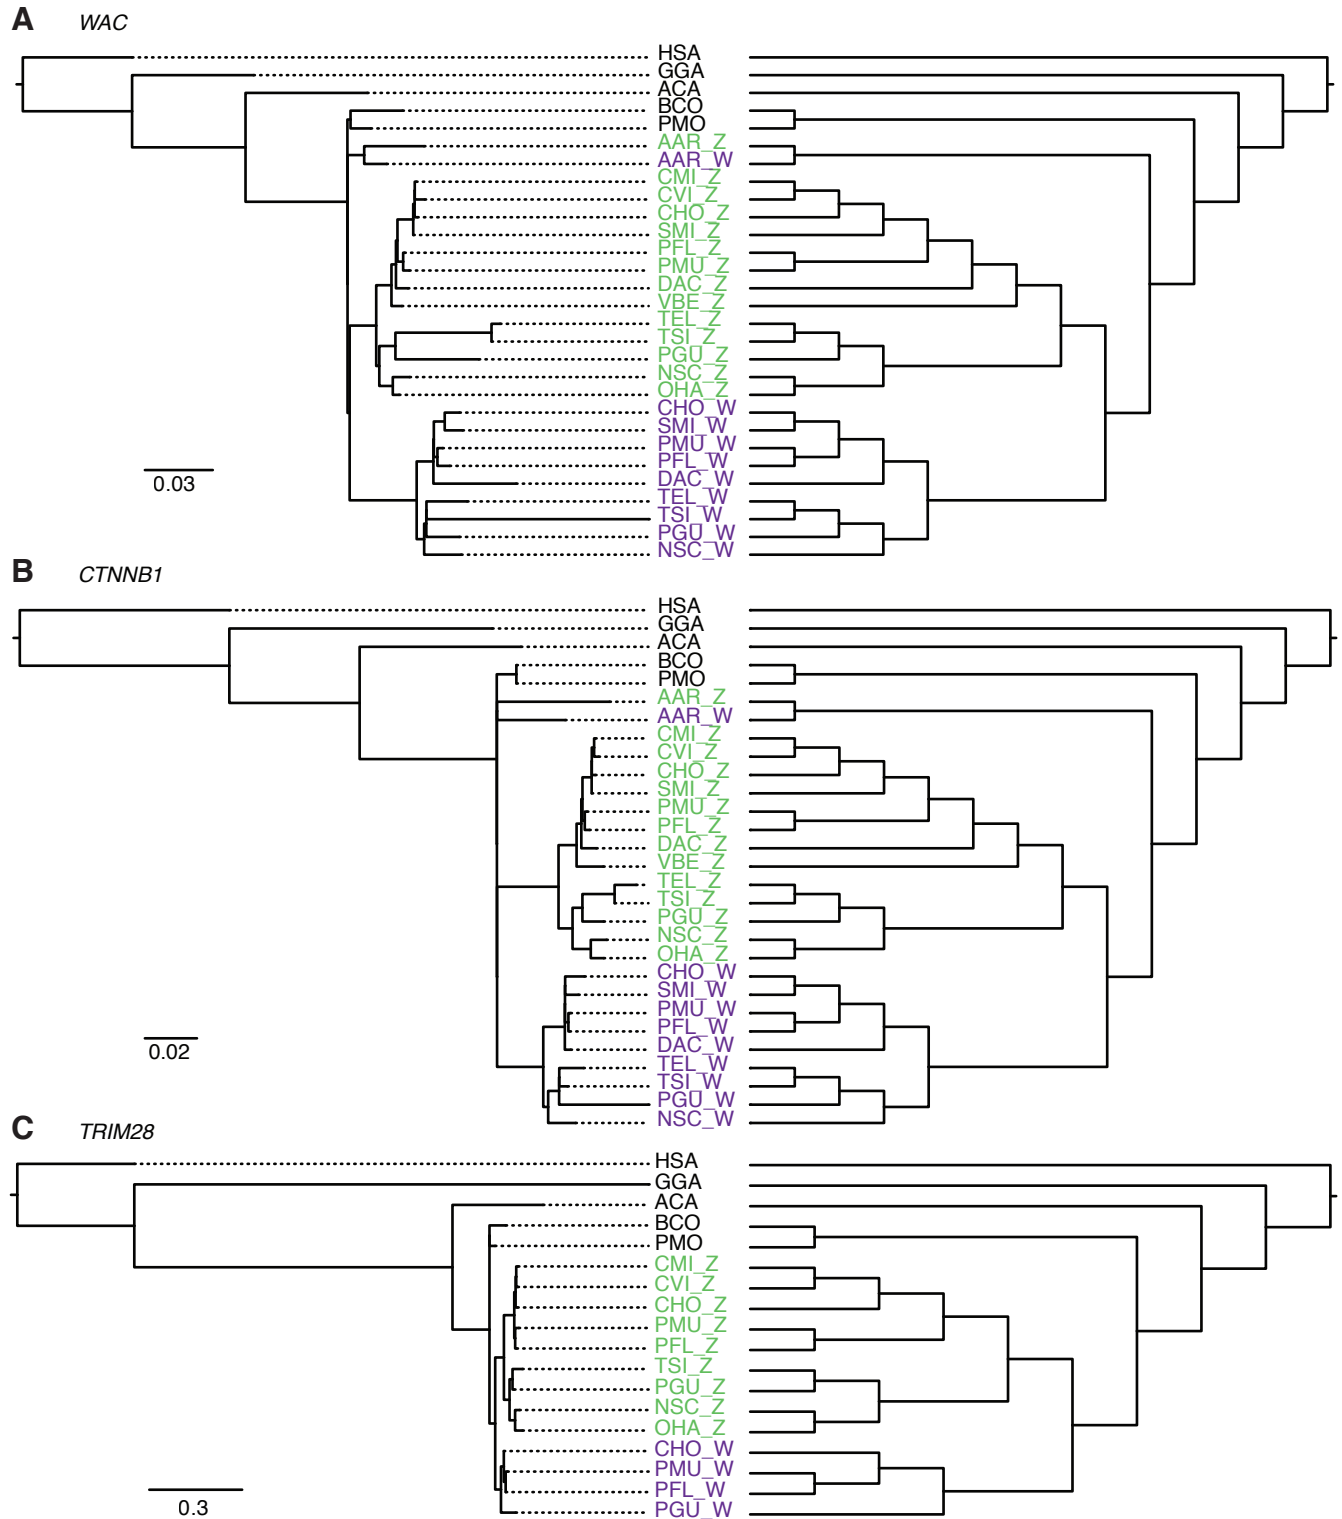 A WAC
HSA
GGA
ACA
BCO
PMO
AAR_Z
AAR_W
CMI_Z
CVI_Z
CHO_Z
SMI_Z
PFL_Z
PMU_Z
DAC_Z
VBE_Z
TEL_Z
TSI_Z
PGU_Z
NSC_Z
OHA_Z
CHO_W
SMI_W
PMU_W
PFL_W
DAC_W
TEL_W
TSI_W
PGU_W
NSC_W
0.03
B CTNNB1
HSA
GGA
ACA
BCO
PMO
AAR_Z
AAR_W
CMI_Z
CVI_Z
CHO_Z
SMI_Z
PMU_Z
PFL_Z
DAC_Z
VBE_Z
TEL_Z
TSI_Z
PGU_Z
NSC_Z
OHA_Z
CHO_W
SMI_W
PMU_W
PFL_W
DAC_W
TEL_W
TSI_W
PGU_W
NSC_W
0.02
C TRIM28
HSA
GGA
ACA
BCO
PMO
CMI_Z
CVI_Z
CHO_Z
PMU_Z
PFL_Z
TSI_Z
PGU_Z
NSC_Z
OHA_Z
CHO_W
PMU_W
PFL_W
PGU_W
0.3